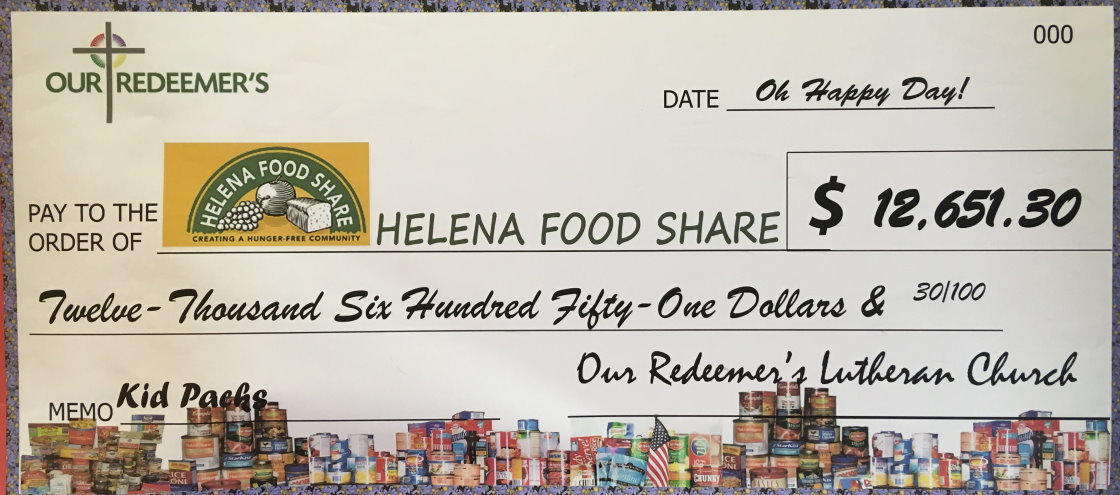 000
OUR REDEEMER'S
DATE Oh Happy Day!
HELENA FOOD SHARE
CREATING A HUNGER-FREE COMMUNITY
PAY TO THE
ORDER OF
HELENA FOOD SHARE
$ 12,651.30
Twelve-Thousand Six Hundred Fifty-One Dollars & 30/100
Our Redeemer's Lutheran Church
MEMO Kid Packs
CHUNKY